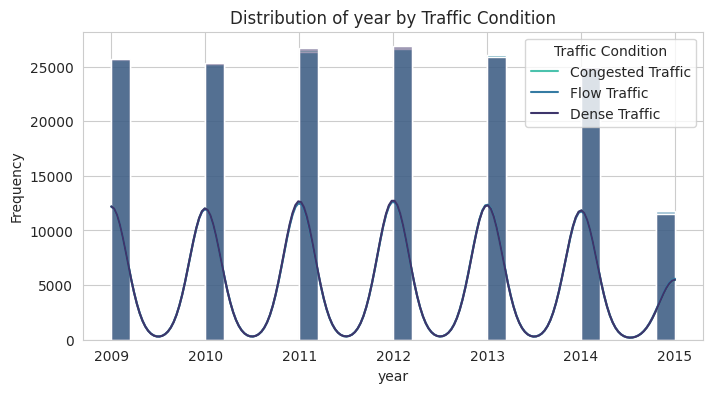 Distribution of year by Traffic Condition
Frequency
25000
20000
15000
10000
5000
0
Traffic Condition
Congested Traffic
Flow Traffic
Dense Traffic
2009 2010 2011 2012 2013 2014 2015
year